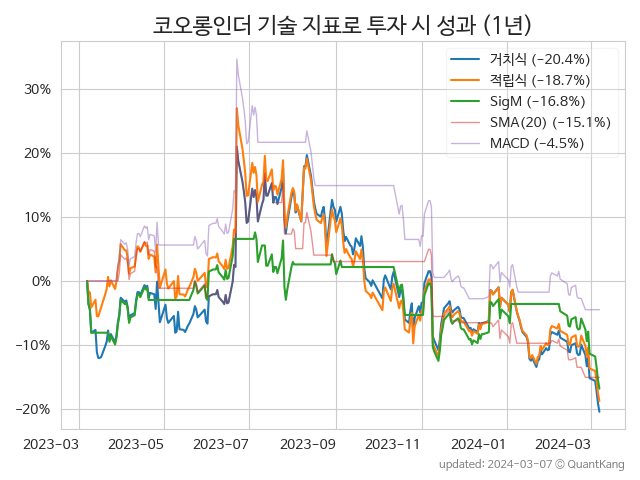 코오롱인더 기술 지표로 투자 시 성과 (1년)
거치식 (−20.4%)
적립식 (−18.7%)
SigM (−16.8%)
SMA(20) (−15.1%)
MACD (−4.5%)
30%
20%
10%
0%
−10%
−20%
2023−03 2023−05 2023−07 2023−09 2023−11 2024−01 2024−03
updated: 2024−03−07 © QuantKang